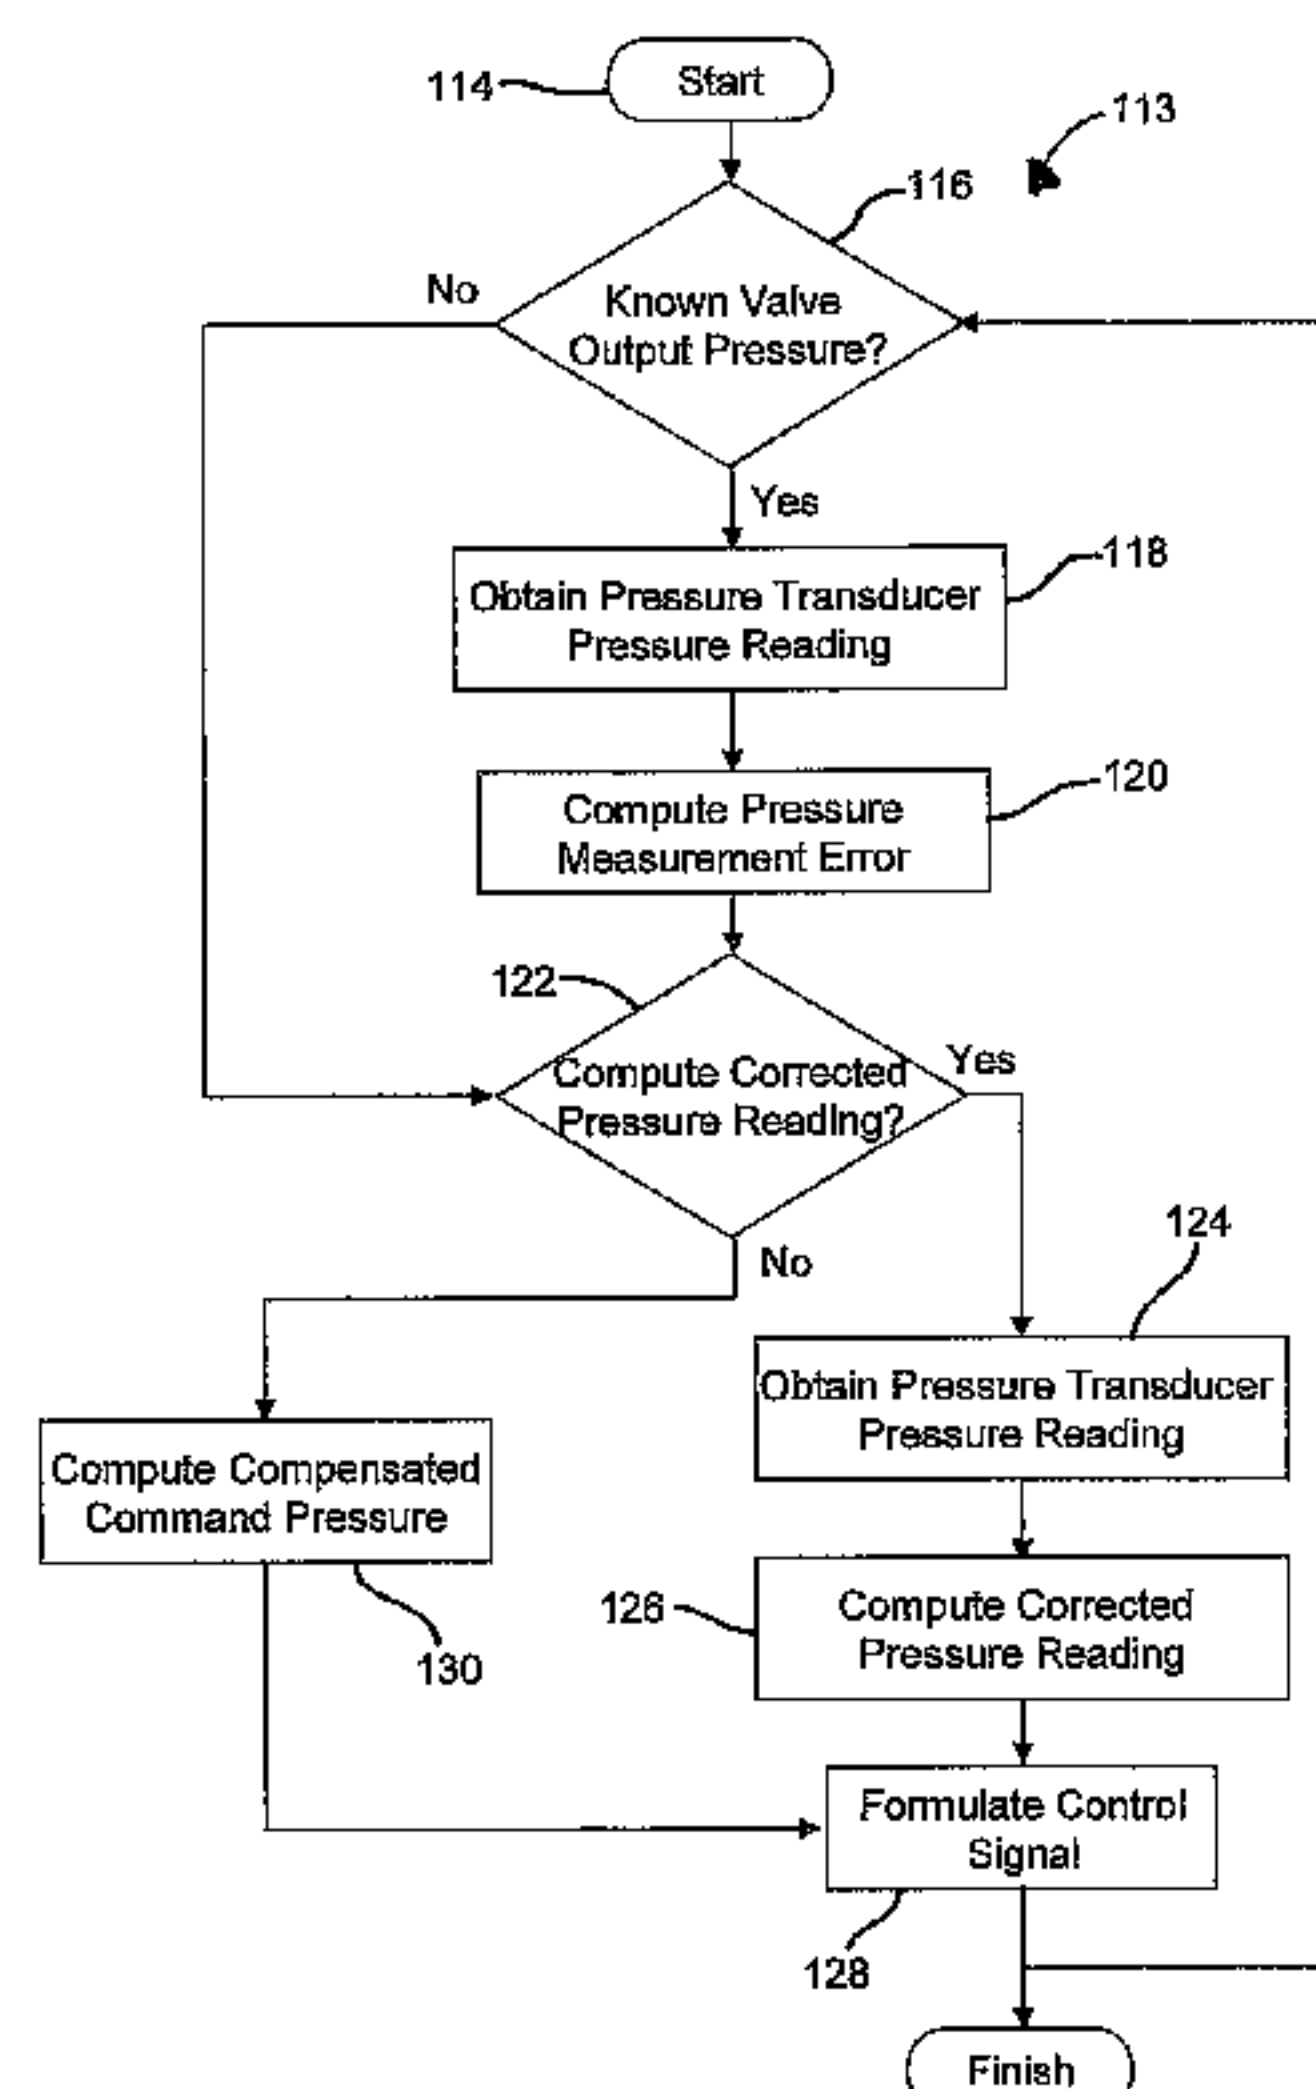 Start
114
113
116
No
Known Valve
Output Pressure?
Yes
118
Obtain Pressure Transducer
Pressure Reading
120
Compute Pressure
Measurement Error
122
Compute Corrected
Pressure Reading?
Yes
No
124
Obtain Pressure Transducer
Pressure Reading
Compute Compensated
Command Pressure
130
126
Compute Corrected
Pressure Reading
Formulate Control
Signal
128
Finish